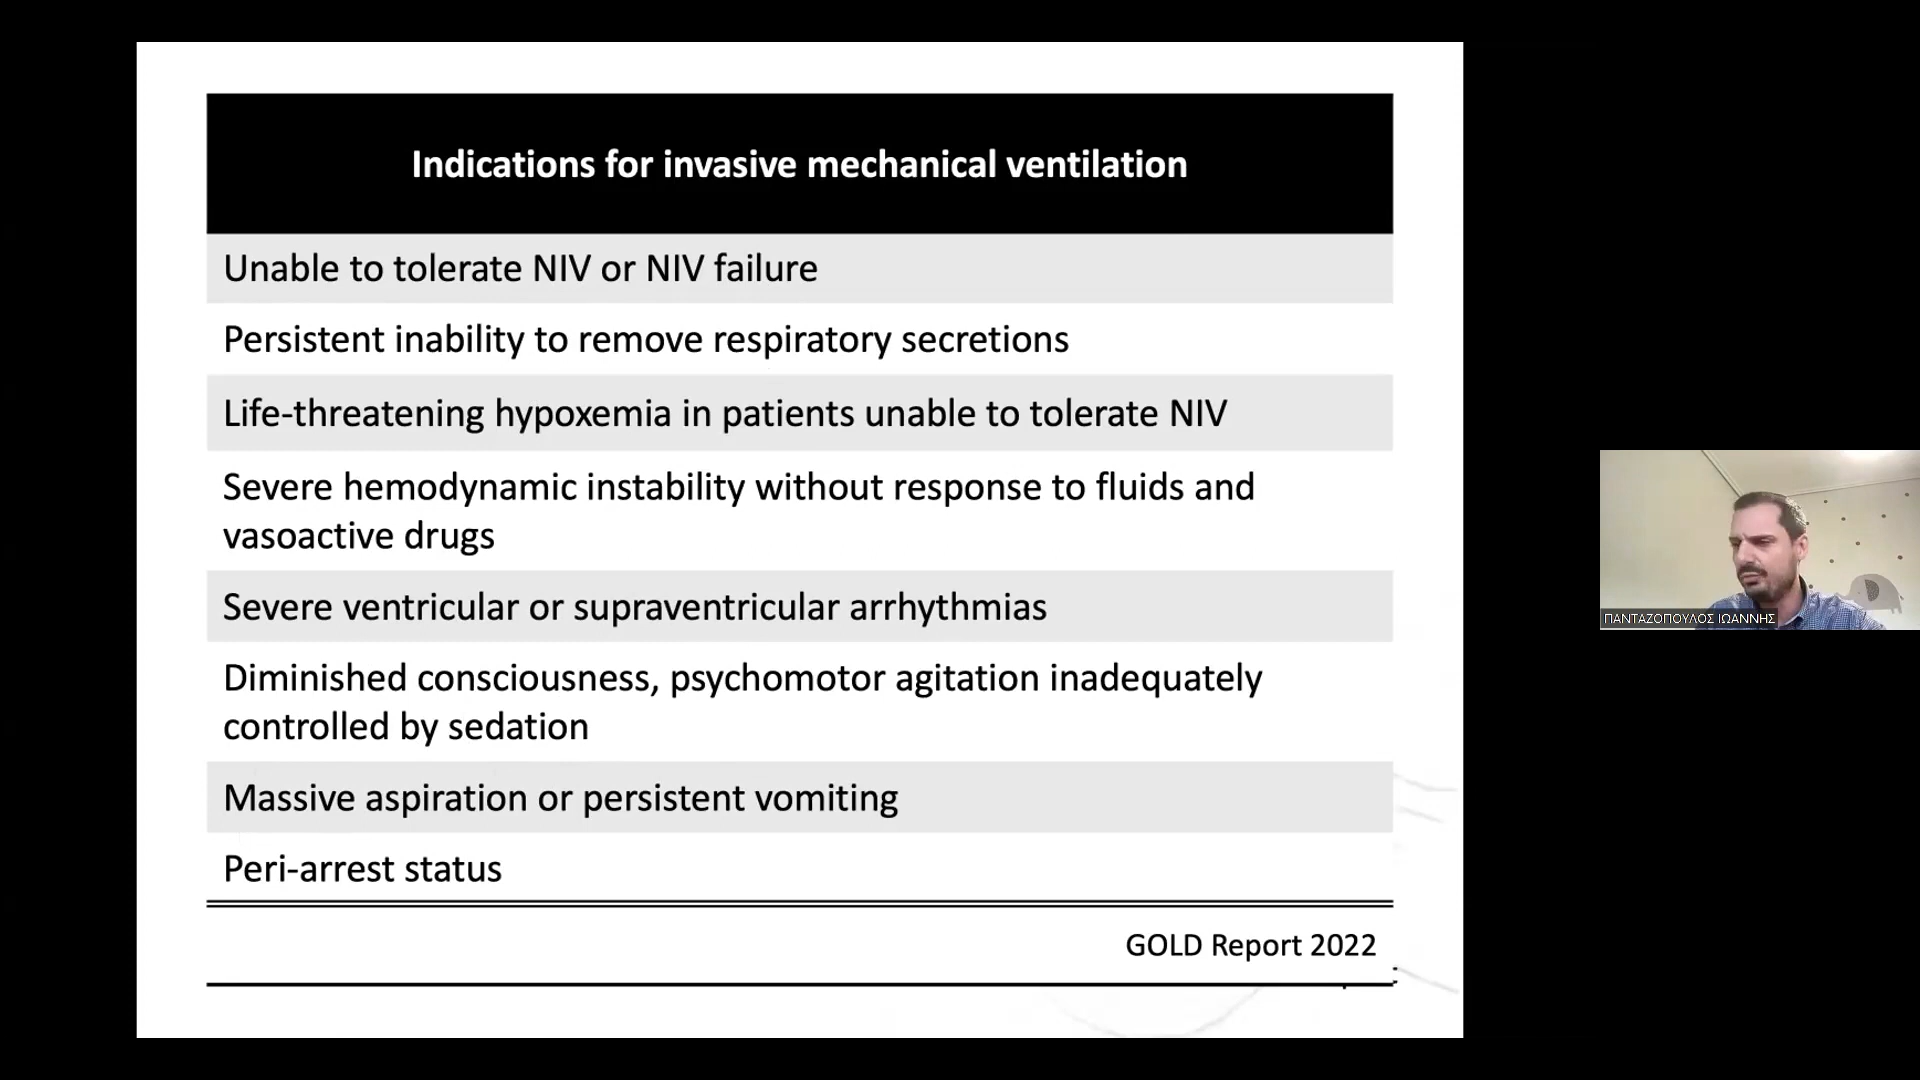 Indications for invasive mechanical ventilation
Unable to tolerate NIV or NIV failure
Persistent inability to remove respiratory secretions
Life-threatening hypoxemia in patients unable to tolerate NIV
Severe hemodynamic instability without response to fluids and
vasoactive drugs
Severe ventricular or supraventricular arrhythmias
Diminished consciousness, psychomotor agitation inadequately
controlled by sedation
Massive aspiration or persistent vomiting
Peri-arrest status
GOLD Report 2022
ΠΑΝΤΑΖΟΠΟΥΛΟΣ ΙΩΑΝΝΗΣ